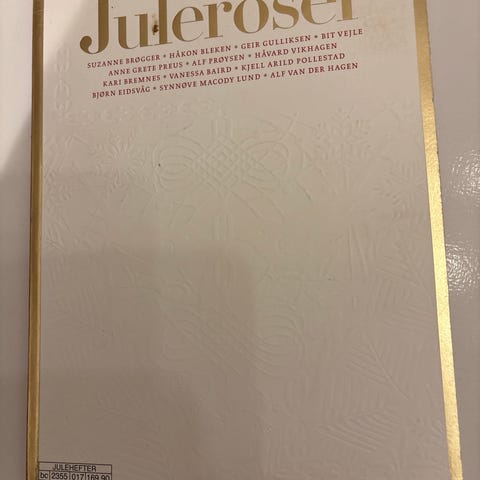 Juleroser
SUZANNE BRØGGER * HÅKON BLEKEN * GEIR GULLIKSEN * BIT VEJLE
ANNE GRETE PREUS * ALF PRØYSEN * HÅVARD VIKHAGEN
KARI BREMNES * VANESSA BAIRD * KJELL ARILD POLLESTAD
BJØRN EIDSVÅG * SYNNØVE MACODY LUND * ALF VAN DER HAGEN
JULEHEFTER
bc 2355 017 169,90